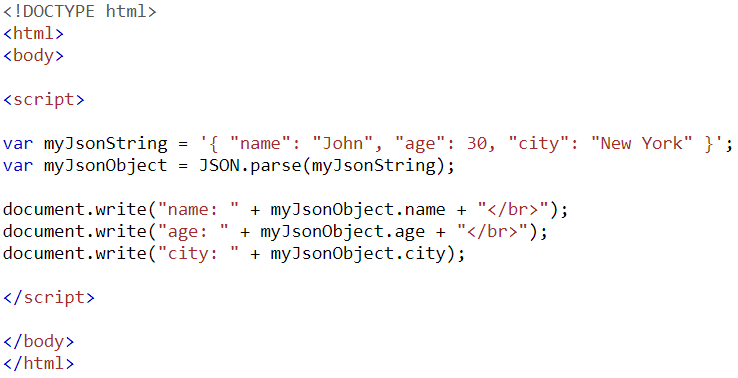 <!DOCTYPE html>
<html>
<body>
<script>
var myJsonString = '{ "name": "John", "age": 30, "city": "New York" }';
var myJsonObject = JSON.parse(myJsonString);
document.write("name: " + myJsonObject.name + "</br>");
document.write("age: " + myJsonObject.age + "</br>");
document.write("city: " + myJsonObject.city);
</script>
</body>
</html>